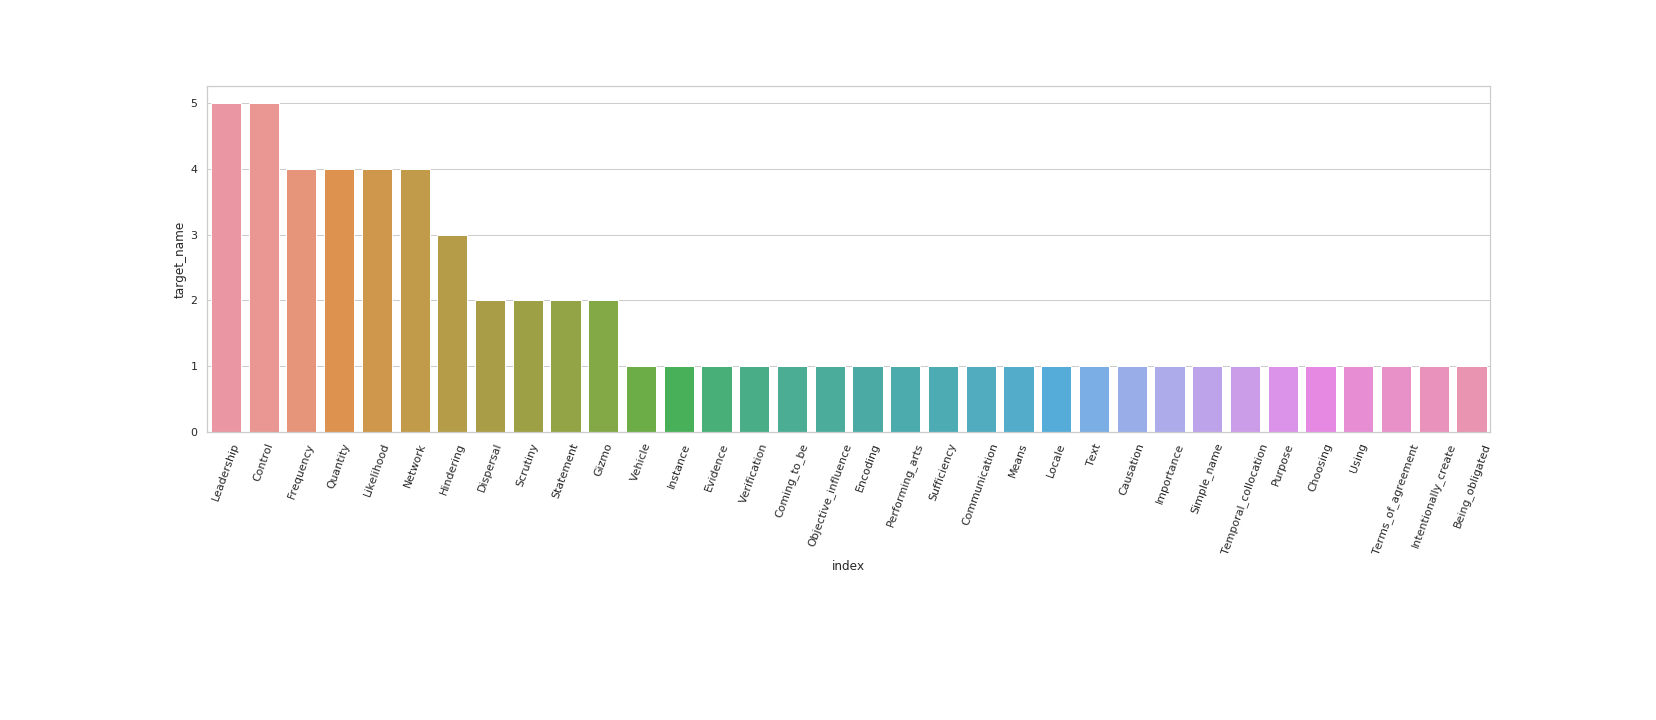 5
4
3
2
1
0
target_name
Leadership
Control
Frequency
Quantity
Likelihood
Network
Hindering
Dispersal
Scrutiny
Statement
Gizmo
Vehicle
Instance
Evidence
Verification
Coming_to_be
Objective_influence
Encoding
Performing_arts
Sufficiency
Communication
Means
Locale
Text
Causation
Importance
Simple_name
Temporal_collocation
Purpose
Choosing
Using
Terms_of_agreement
Intentionally_create
Being_obligated
index